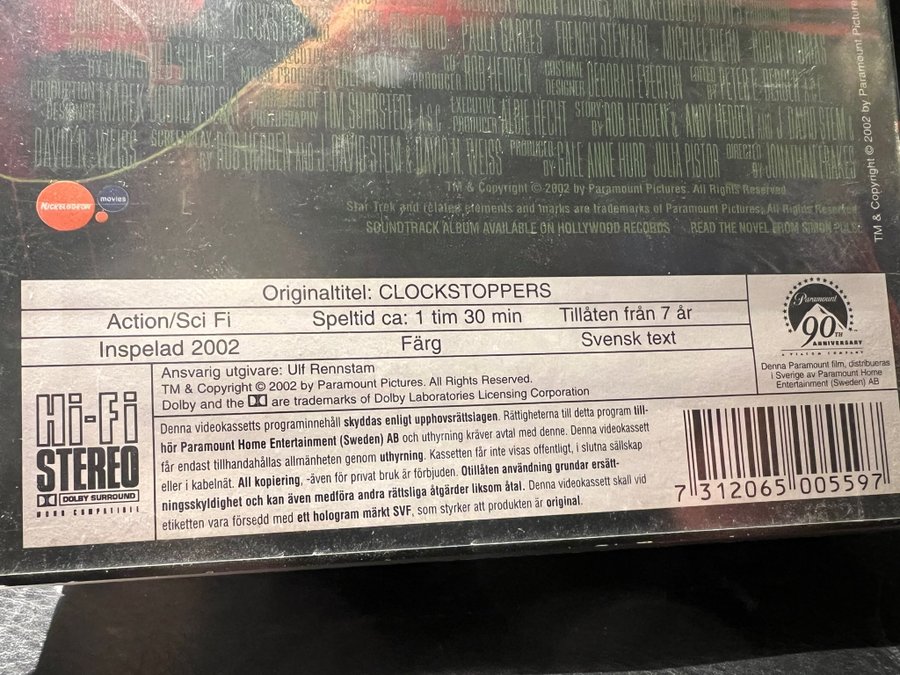 PAULA GARCES FRENCH STEWART MICHAEL BIEHN ROBIN THOMAS
ROB HEDDEN COSTUME DESIGNER DEBORAH EVERTON EDITED PETER E. BERGER A.C.E.
TIM SUHRSTEDT EXECUTIVE PRODUCER ALBIE HECHT STORY BY ROB HEDDEN & ANDY HEDDEN & J. DAVID STEM &
DAVID N. WEISS SCREENPLAY BY ROB HEDDEN AND J. DAVID STEM & DAVID N. WEISS PRODUCED BY GALE ANNE HURD JULIA PISTOR DIRECTED BY JONATHAN FRAKES
NICKELODEON movies
TM & Copyright © 2002 by Paramount Pictures. All Rights Reserved.
Star Trek and related elements and marks are trademarks of Paramount Pictures. All Rights Reserved.
SOUNDTRACK ALBUM AVAILABLE ON HOLLYWOOD RECORDS READ THE NOVEL FROM SIMON PULSE
TM & Copyright © 2002 by Paramount Picture
Originaltitel: CLOCKSTOPPERS
Action/Sci Fi Speltid ca: 1 tim 30 min Tillåten från 7 år
Inspelad 2002 Färg Svensk text
Paramount
90TH
ANNIVERSARY
A VIACOM COMPANY
Denna Paramount film, distribueras
i Sverige av Paramount Home
Entertainment (Sweden) AB
Hi-Fi
STEREO
DOLBY SURROUND
MONO COMPATIBLE
Ansvarig utgivare: Ulf Rennstam
TM & Copyright © 2002 by Paramount Pictures. All Rights Reserved.
Dolby and the are trademarks of Dolby Laboratories Licensing Corporation
Denna videokassetts programinnehåll skyddas enligt upphovsrättslagen. Rättigheterna till detta program till-
hör Paramount Home Entertainment (Sweden) AB och uthyrning kräver avtal med denne. Denna videokassett
får endast tillhandahållas allmänheten genom uthyrning. Kassetten får inte visas offentligt, i slutna sällskap
eller i kabelnät. All kopiering, -även för privat bruk är förbjuden. Otillåten användning grundar ersätt-
ningsskyldighet och kan även medföra andra rättsliga åtgärder liksom åtal. Denna videokassett skall vid
etiketten vara försedd med ett hologram märkt SVF, som styrker att produkten är original.
7 312065 005597